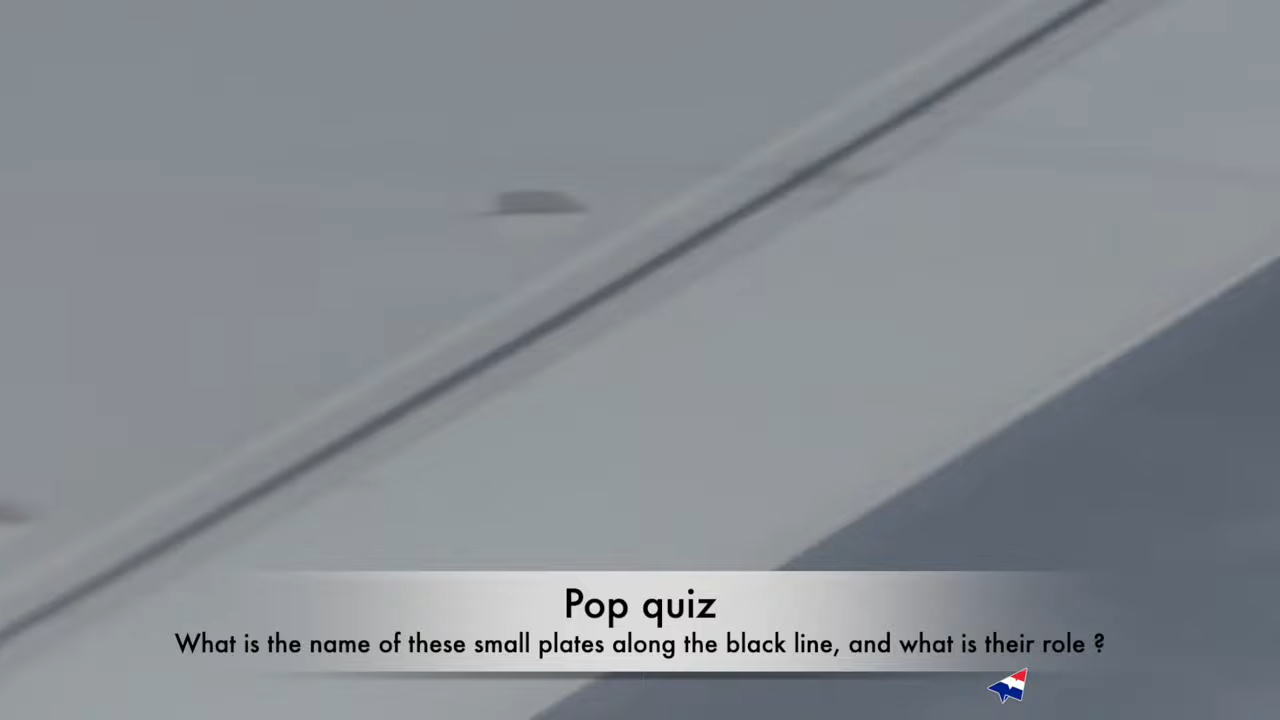 Pop quiz
What is the name of these small plates along the black line, and what is their role ?